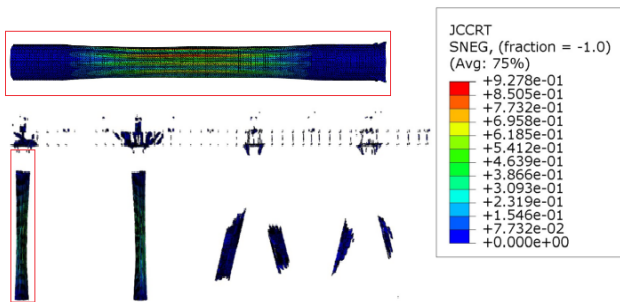 JCCRT
SNEG, (fraction = -1.0)
(Avg: 75%)
+9.278e-01
+8.505e-01
+7.732e-01
+6.958e-01
+6.185e-01
+5.412e-01
+4.639e-01
+3.866e-01
+3.093e-01
+2.319e-01
+1.546e-01
+7.732e-02
+0.000e+00